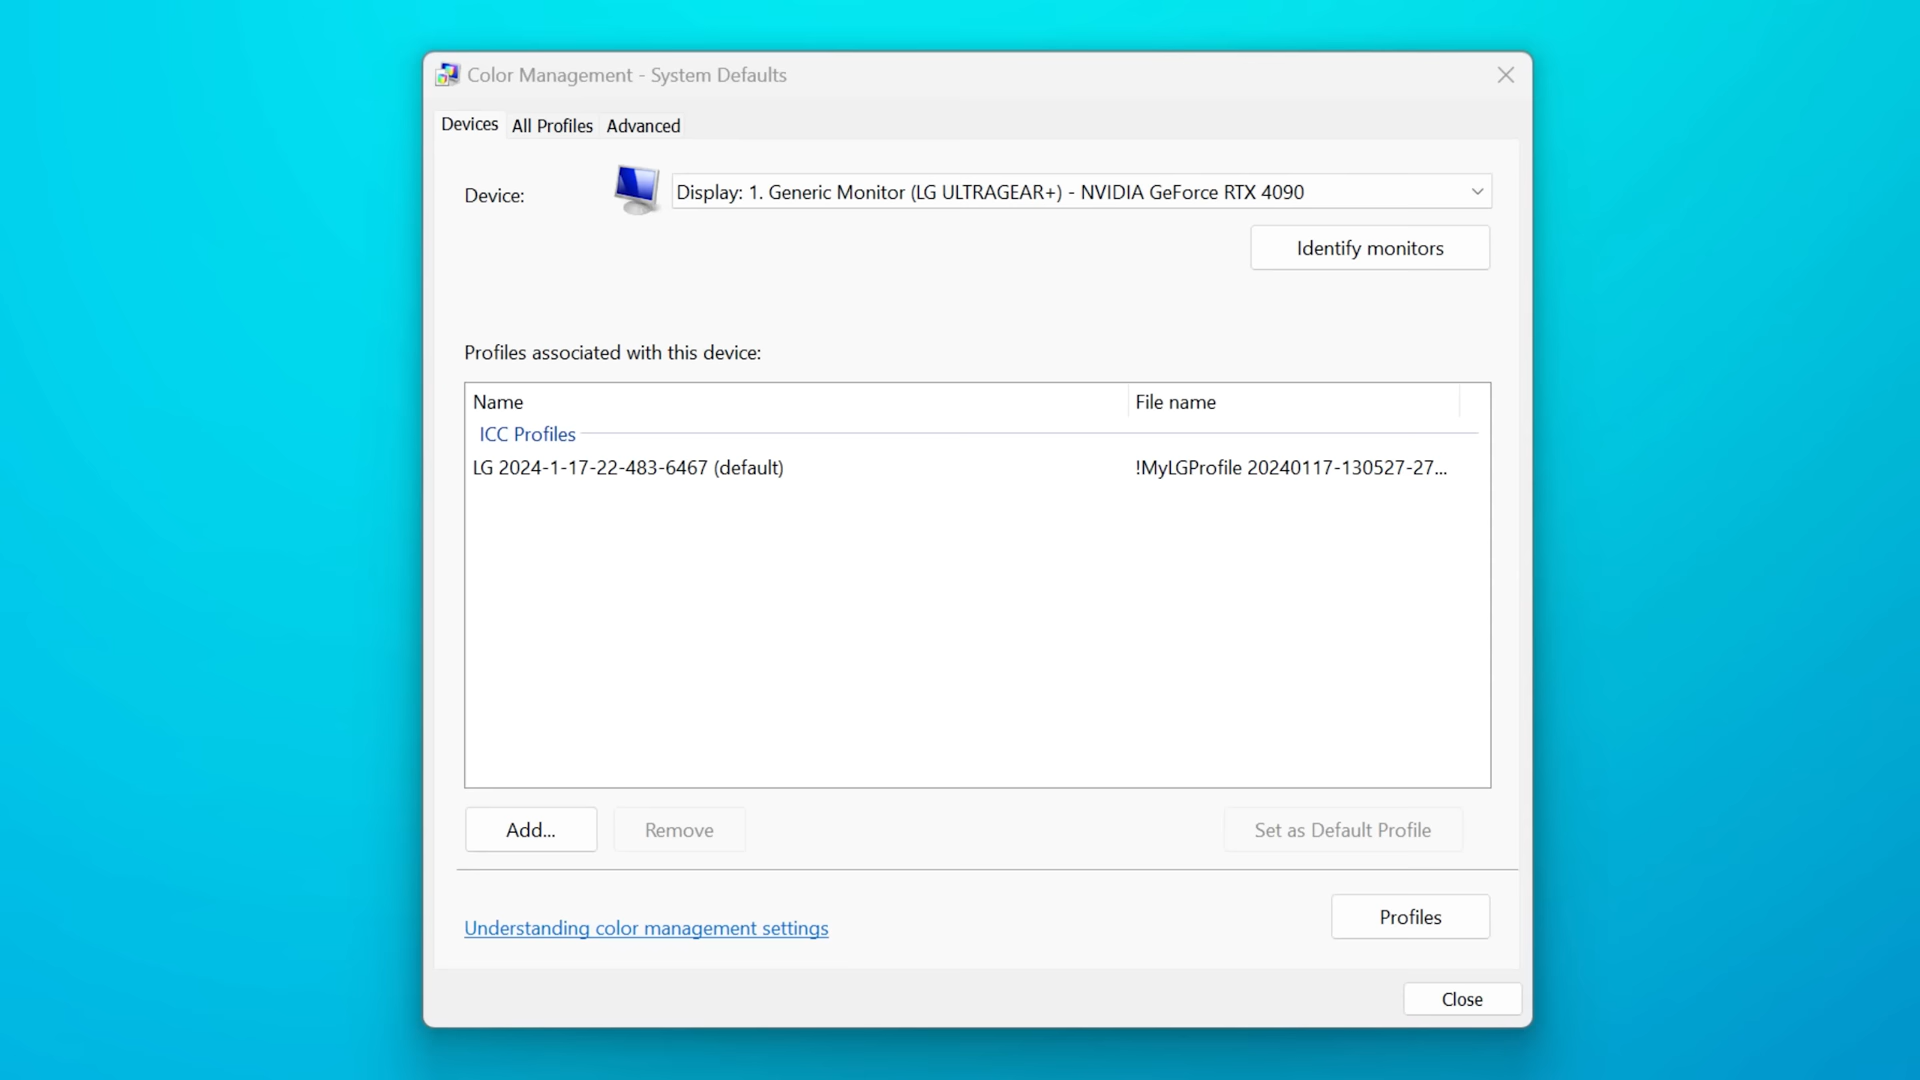 Color Management - System Defaults
Devices All Profiles Advanced
Device: Display: 1. Generic Monitor (LG ULTRAGEAR+) - NVIDIA GeForce RTX 4090
Identify monitors
Profiles associated with this device:
Name File name
ICC Profiles
LG 2024-1-17-22-483-6467 (default) !MyLGProfile 20240117-130527-27...
Add... Remove Set as Default Profile
Understanding color management settings
Profiles
Close